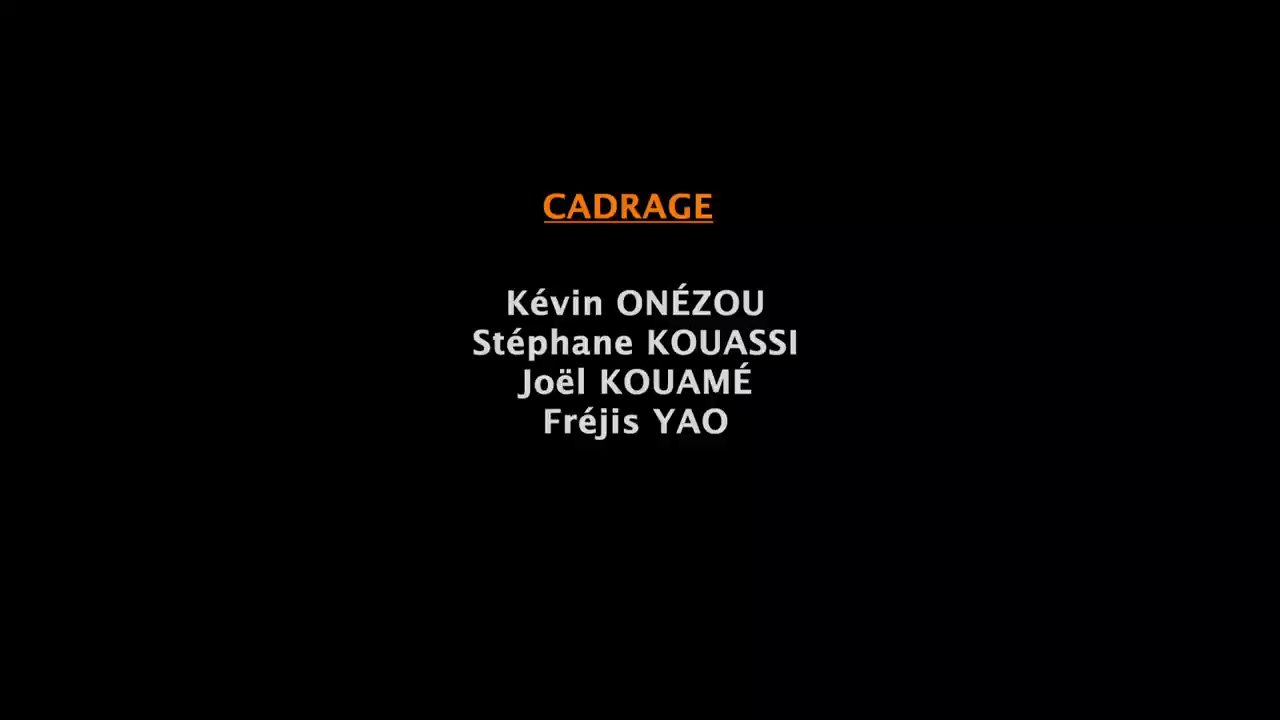 CADRAGE
Kévin ONÉZOU
Stéphane KOUASSI
Joël KOUAMÉ
Fréjis YAO